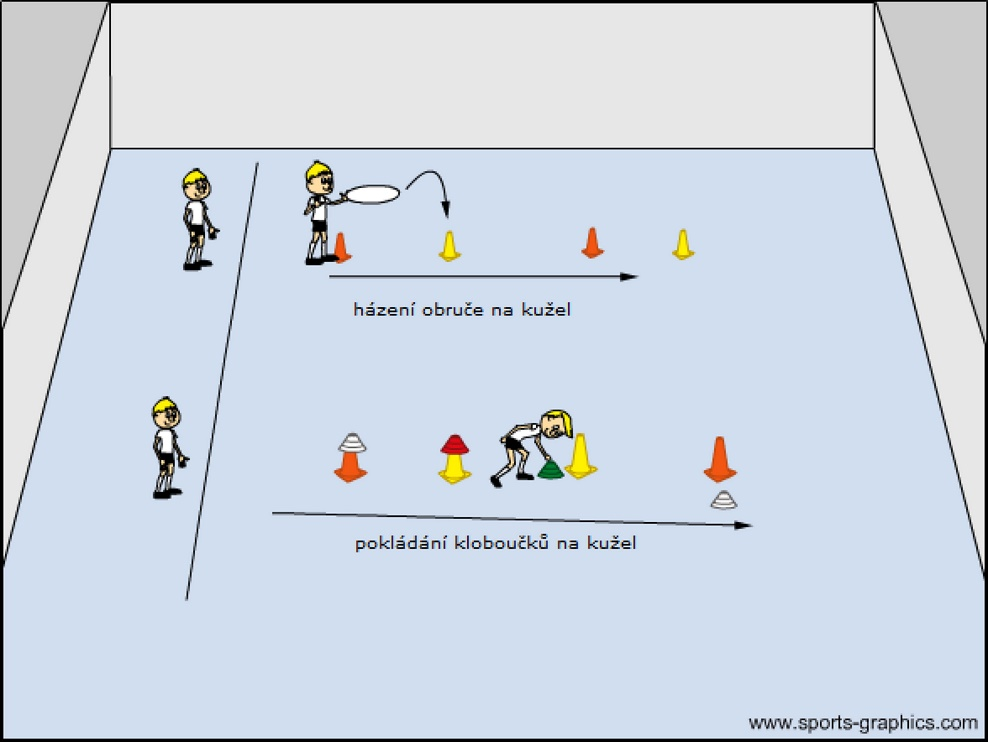 házení obruče na kužel
pokládání kloboučků na kužel
www.sports-graphics.com